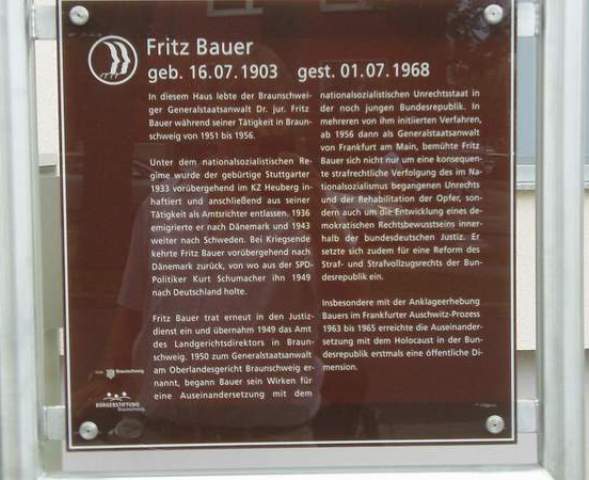 Fritz Bauer
geb. 16.07.1903 gest. 01.07.1968
In diesem Haus lebte der Braunschwei-
ger Generalstaatsanwalt Dr. jur. Fritz
Bauer während seiner Tätigkeit in Braun-
schweig von 1951 bis 1956.
Unter dem nationalsozialistischen Re-
gime wurde der gebürtige Stuttgarter
1933 vorübergehend im KZ Heuberg in-
haftiert und anschließend aus seiner
Tätigkeit als Amtsrichter entlassen. 1936
emigrierte er nach Dänemark und 1943
weiter nach Schweden. Bei Kriegsende
kehrte Fritz Bauer vorübergehend nach
Dänemark zurück, von wo aus der SPD-
Politiker Kurt Schumacher ihn 1949
nach Deutschland holte.
Fritz Bauer trat erneut in den Justiz-
dienst ein und übernahm 1949 das Amt
des Landgerichtsdirektors in Braun-
schweig. 1950 zum Generalstaatsanwalt
am Oberlandesgericht Braunschweig er-
nannt, begann Bauer sein Wirken für
eine Auseinandersetzung mit dem
nationalsozialistischen Unrechtsstaat in
der noch jungen Bundesrepublik. In
mehreren von ihm initiierten Verfahren,
ab 1956 dann als Generalstaatsanwalt
von Frankfurt am Main, bemühte Fritz
Bauer sich nicht nur um eine konsequen-
te strafrechtliche Verfolgung des im Na-
tionalsozialismus begangenen Unrechts
und der Rehabilitation der Opfer, son-
dern auch um die Entwicklung eines de-
mokratischen Rechtsbewusstseins inner-
halb der bundesdeutschen Justiz. Er
setzte sich zudem für eine Reform des
Straf- und Strafvollzugsrechts der Bun-
desrepublik ein.
Insbesondere mit der Anklageerhebung
Bauers im Frankfurter Auschwitz-Prozess
1963 bis 1965 erreichte die Auseinander-
setzung mit dem Holocaust in der Bun-
desrepublik erstmals eine öffentliche Di-
mension.
Braunschweig
BÜRGERSTIFTUNG
Braunschweig